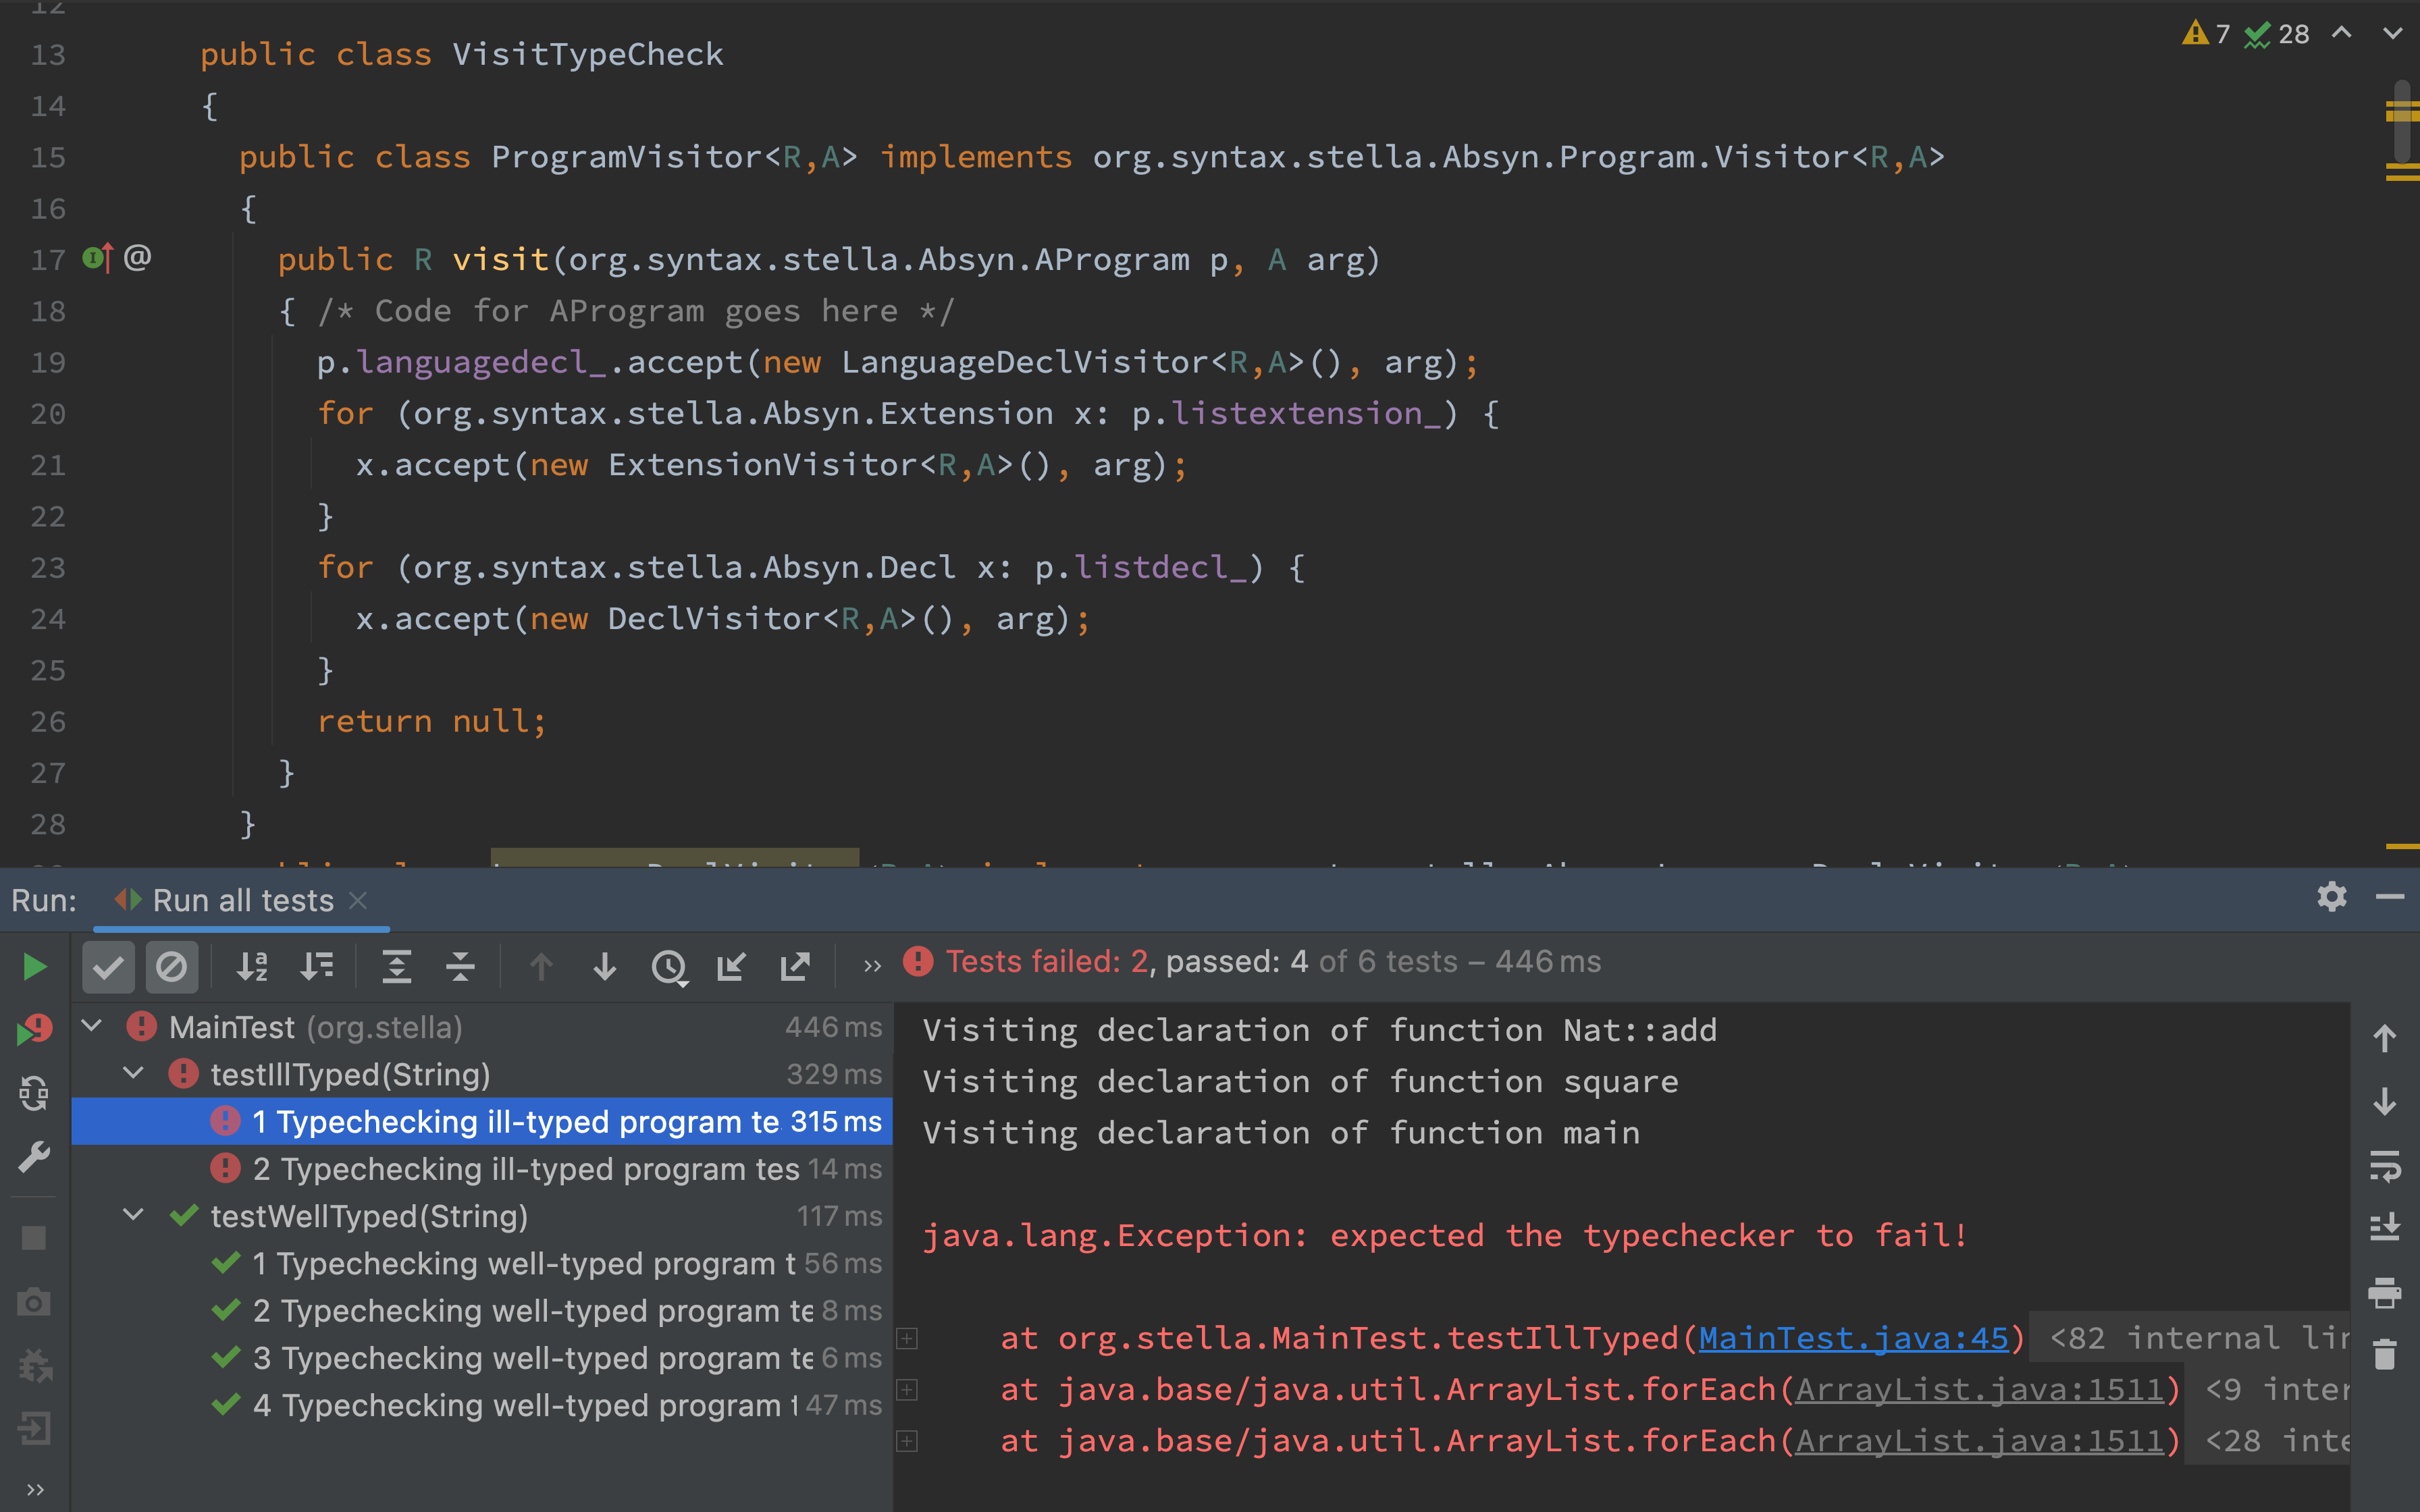 12
13 public class VisitTypeCheck
7 28
14 {
15 public class ProgramVisitor<R,A> implements org.syntax.stella.Absyn.Program.Visitor<R,A>
16 {
17 @ public R visit(org.syntax.stella.Absyn.AProgram p, A arg)
18 { /* Code for AProgram goes here */
19 p.languagedecl_.accept(new LanguageDeclVisitor<R,A>(), arg);
20 for (org.syntax.stella.Absyn.Extension x: p.listextension_) {
21 x.accept(new ExtensionVisitor<R,A>(), arg);
22 }
23 for (org.syntax.stella.Absyn.Decl x: p.listdecl_) {
24 x.accept(new DeclVisitor<R,A>(), arg);
25 }
26 return null;
27 }
28 }
Run: Run all tests
Tests failed: 2, passed: 4 of 6 tests – 446 ms
MainTest (org.stella) 446 ms
testIllTyped(String) 329 ms
1 Typechecking ill-typed program te 315 ms
2 Typechecking ill-typed program tes 14 ms
testWellTyped(String) 117 ms
1 Typechecking well-typed program t 56 ms
2 Typechecking well-typed program te 8 ms
3 Typechecking well-typed program te 6 ms
4 Typechecking well-typed program t 47 ms
Visiting declaration of function Nat::add
Visiting declaration of function square
Visiting declaration of function main
java.lang.Exception: expected the typechecker to fail!
at org.stella.MainTest.testIllTyped(MainTest.java:45) <82 internal lin
at java.base/java.util.ArrayList.forEach(ArrayList.java:1511) <9 inter
at java.base/java.util.ArrayList.forEach(ArrayList.java:1511) <28 inte